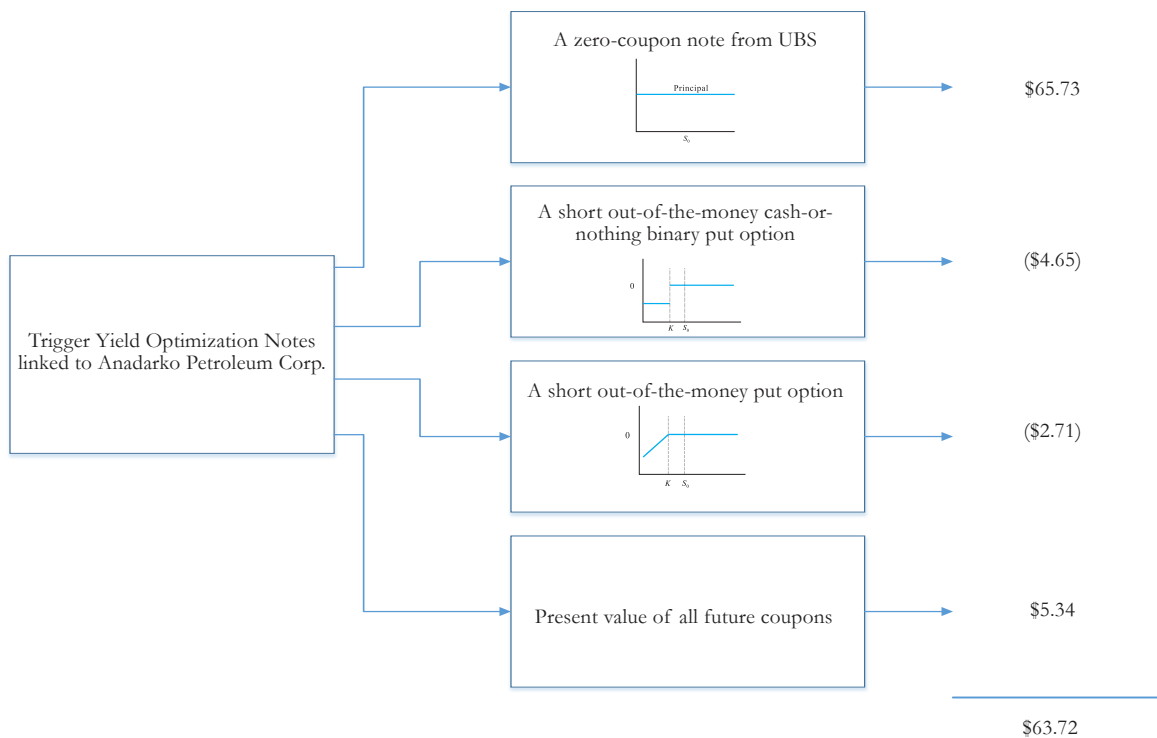 A zero-coupon note from UBS
Principal
S₀
$65.73
A short out-of-the-money cash-or-
nothing binary put option
0
K S₀
($4.65)
Trigger Yield Optimization Notes
linked to Anadarko Petroleum Corp.
A short out-of-the-money put option
0
K S₀
($2.71)
Present value of all future coupons
$5.34
$63.72